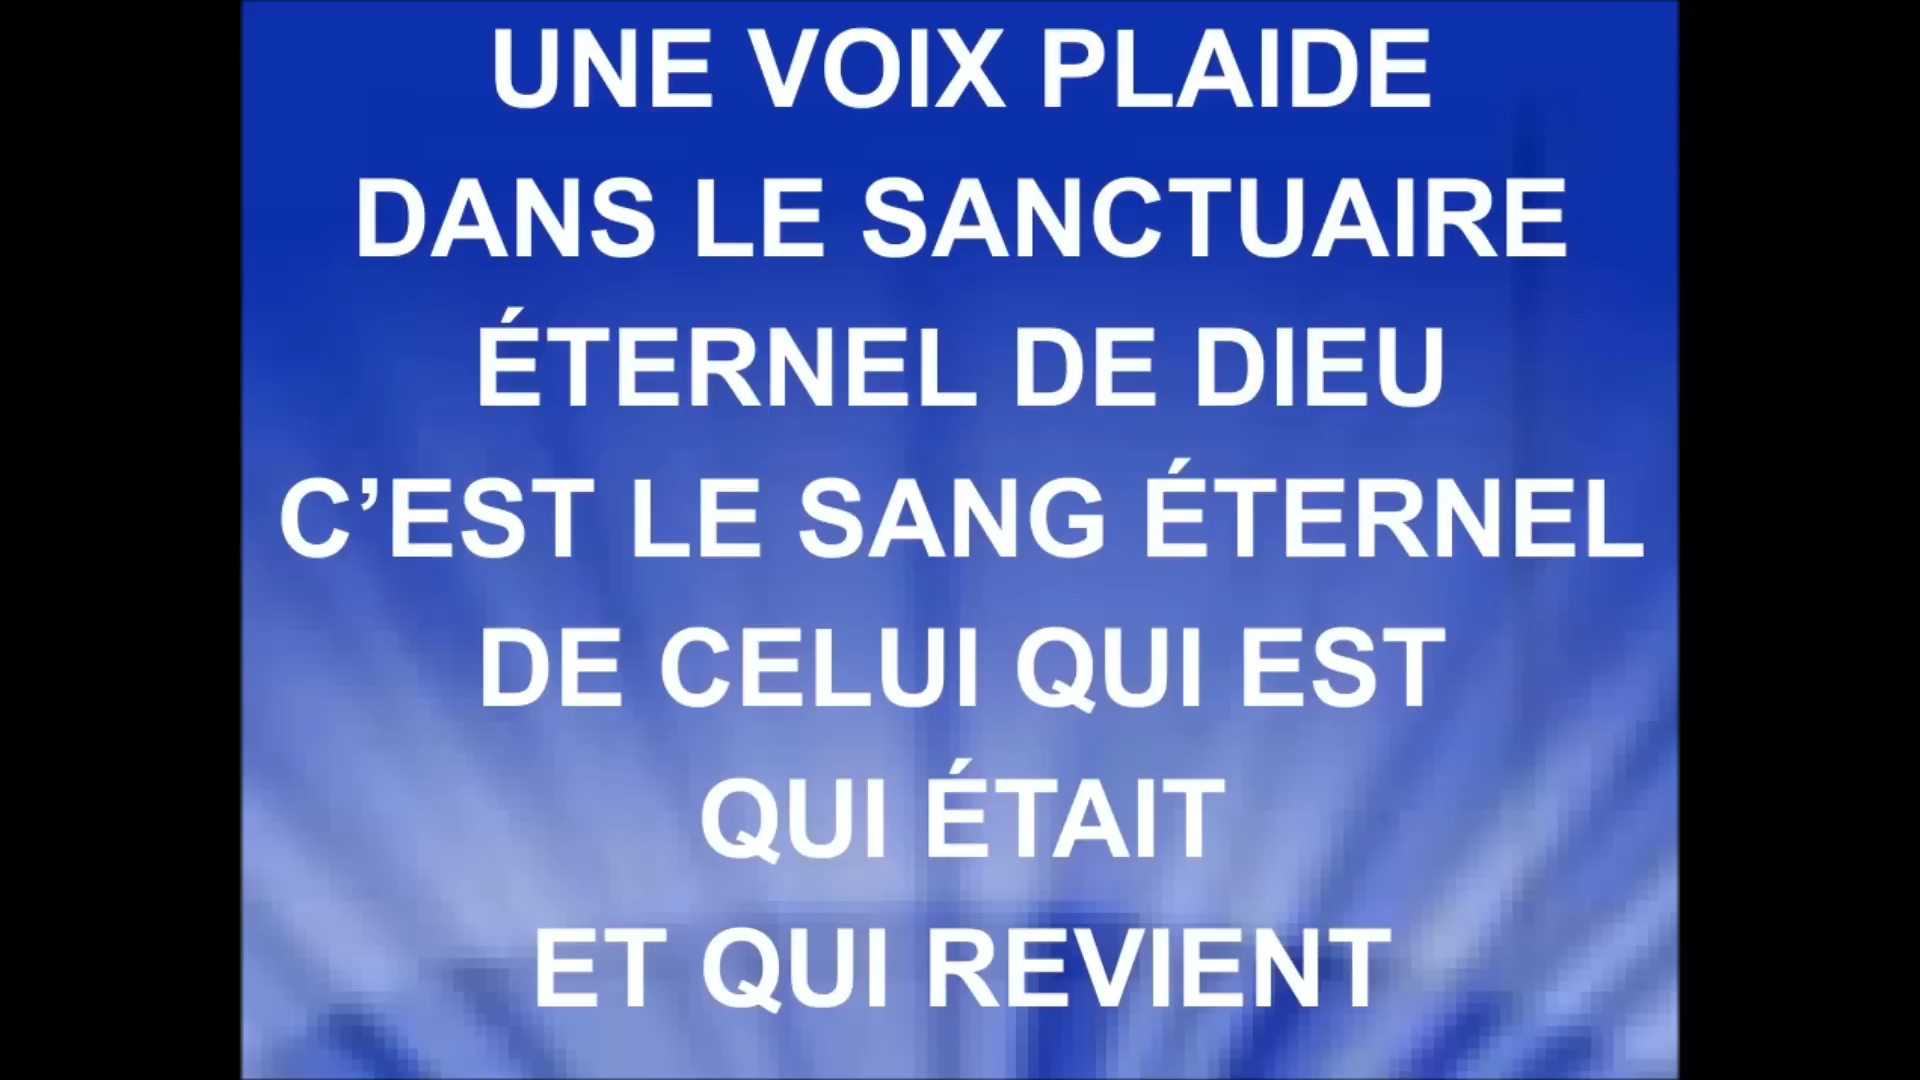 UNE VOIX PLAIDE
DANS LE SANCTUAIRE
ÉTERNEL DE DIEU
C’EST LE SANG ÉTERNEL
DE CELUI QUI EST
QUI ÉTAIT
ET QUI REVIENT